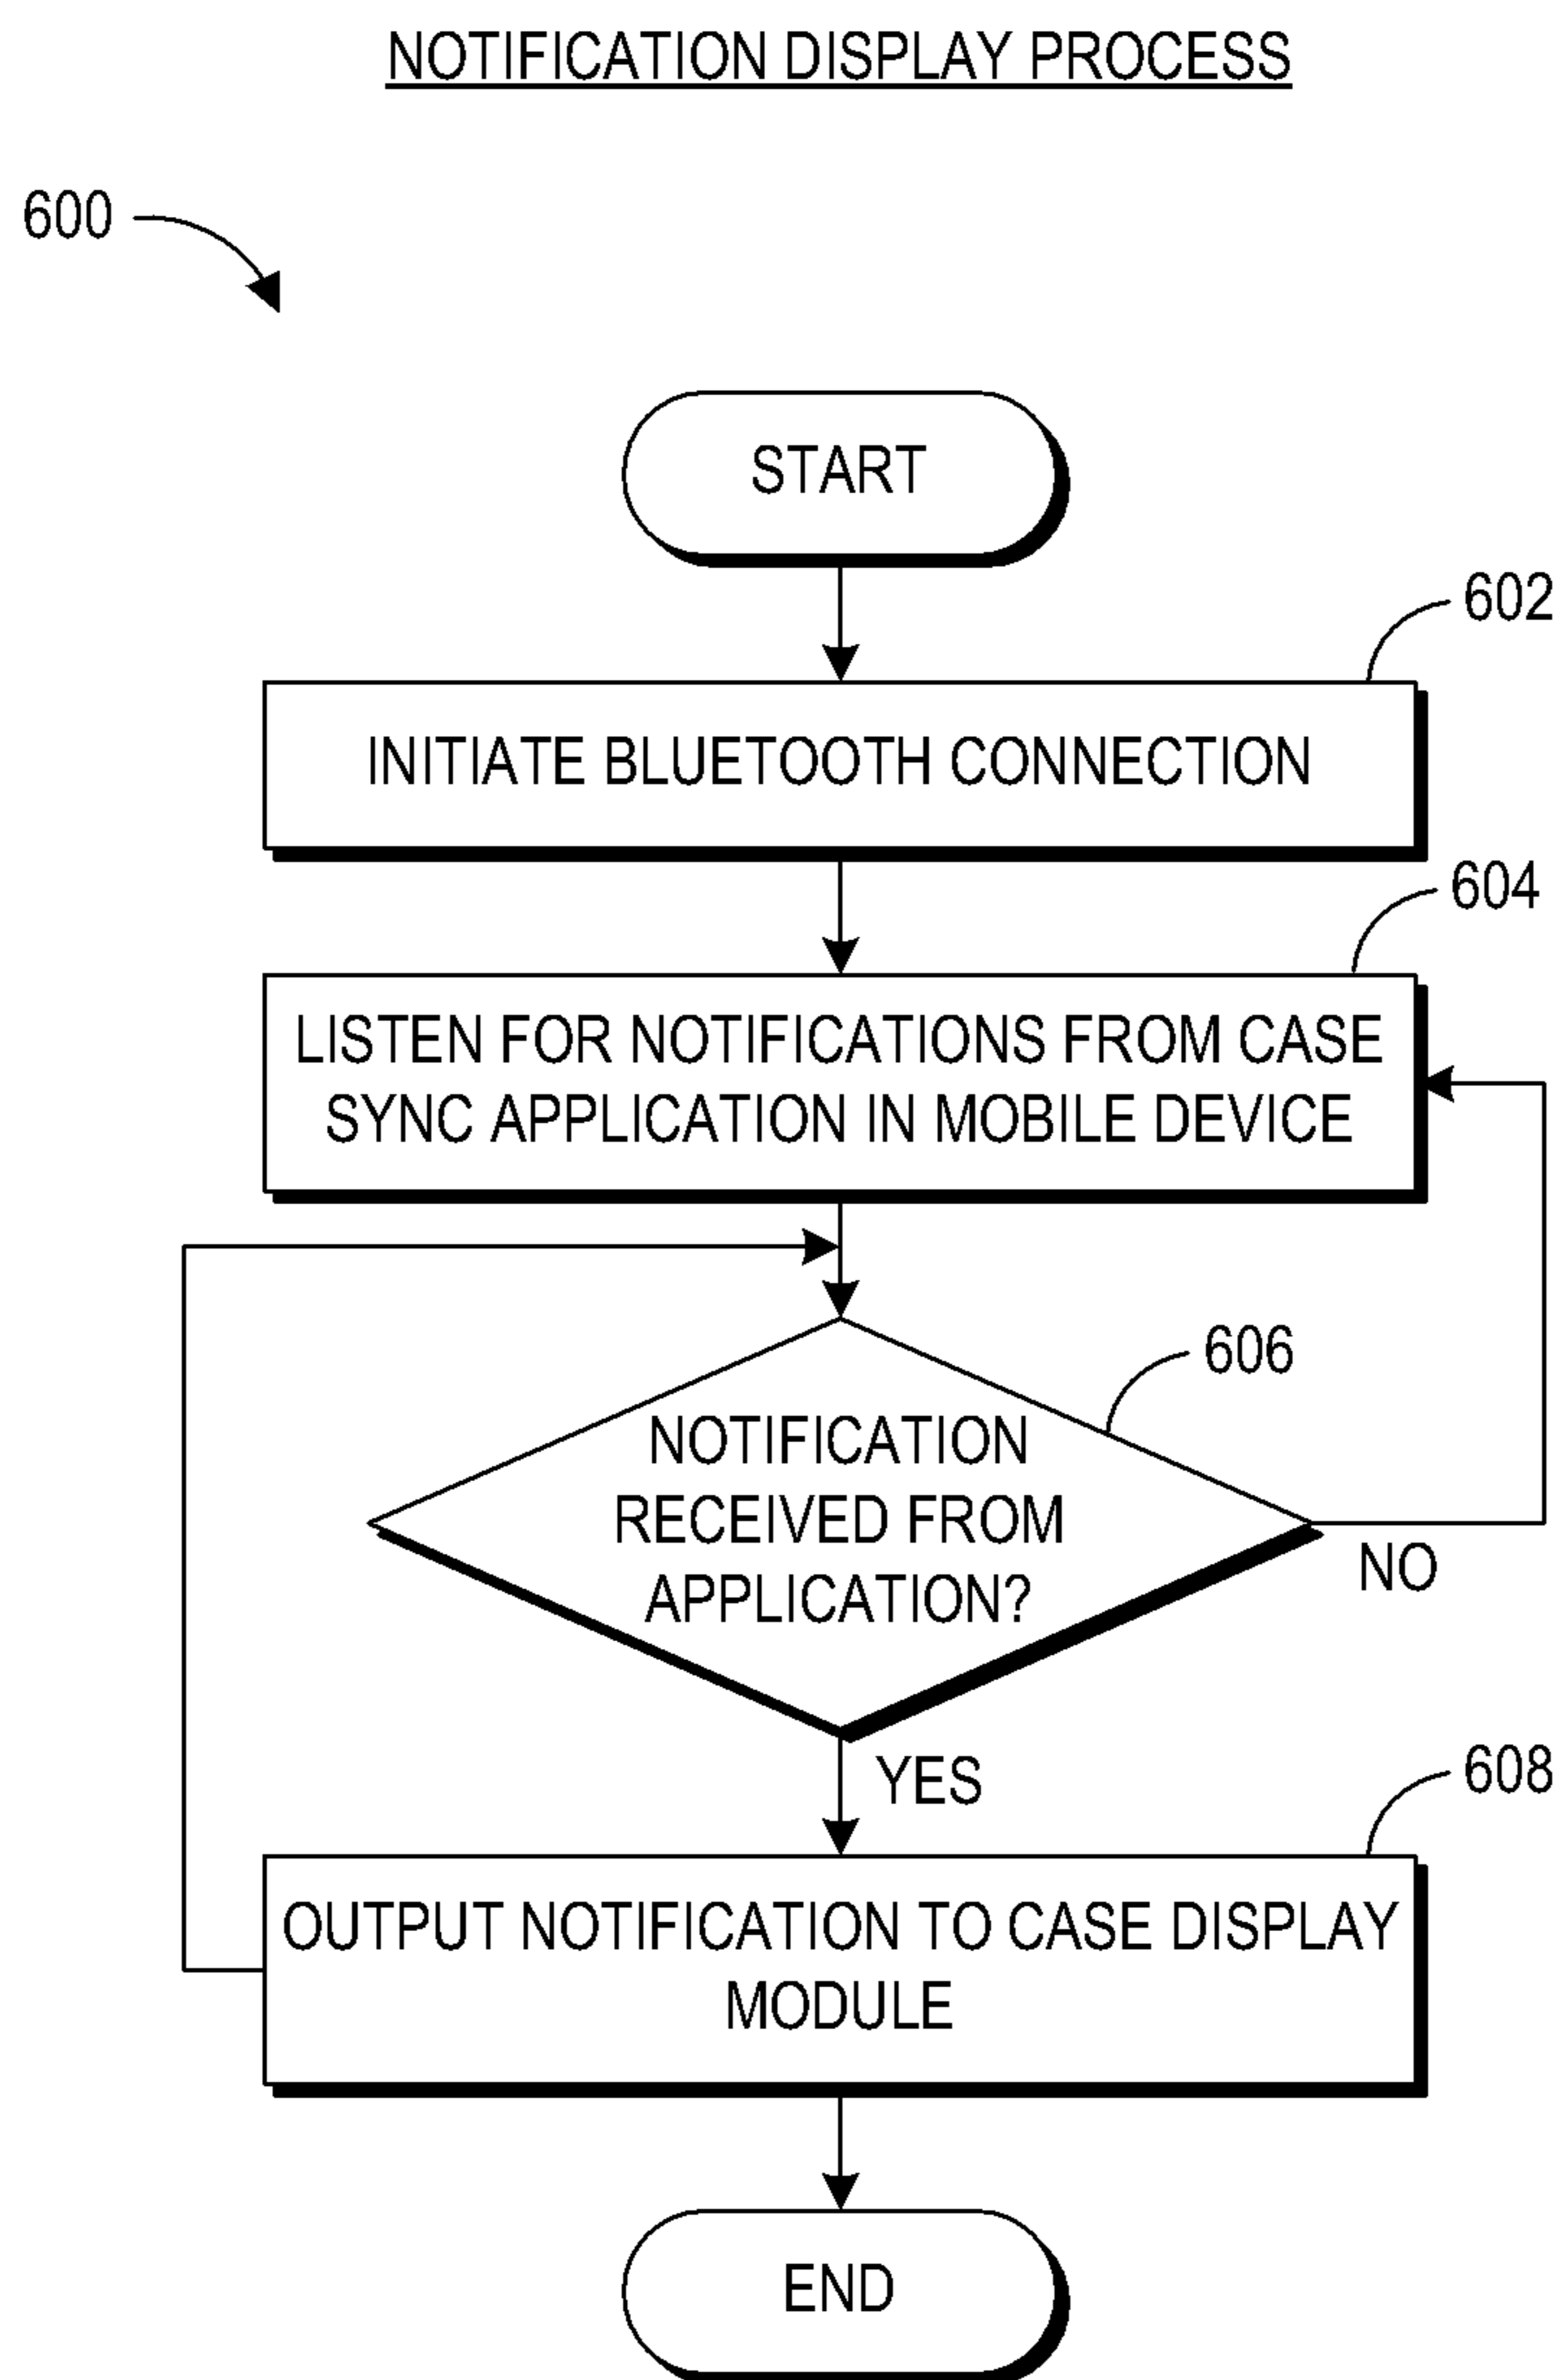 NOTIFICATION DISPLAY PROCESS
600
START
602
INITIATE BLUETOOTH CONNECTION
604
LISTEN FOR NOTIFICATIONS FROM CASE
SYNC APPLICATION IN MOBILE DEVICE
606
NOTIFICATION
RECEIVED FROM
APPLICATION?
NO
YES
608
OUTPUT NOTIFICATION TO CASE DISPLAY
MODULE
END